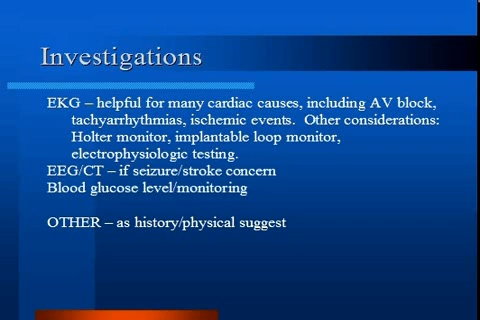 Investigations
EKG – helpful for many cardiac causes, including AV block,
tachyarrhythmias, ischemic events.  Other considerations:
Holter monitor, implantable loop monitor,
electrophysiologic testing.
EEG/CT – if seizure/stroke concern
Blood glucose level/monitoring
OTHER – as history/physical suggest